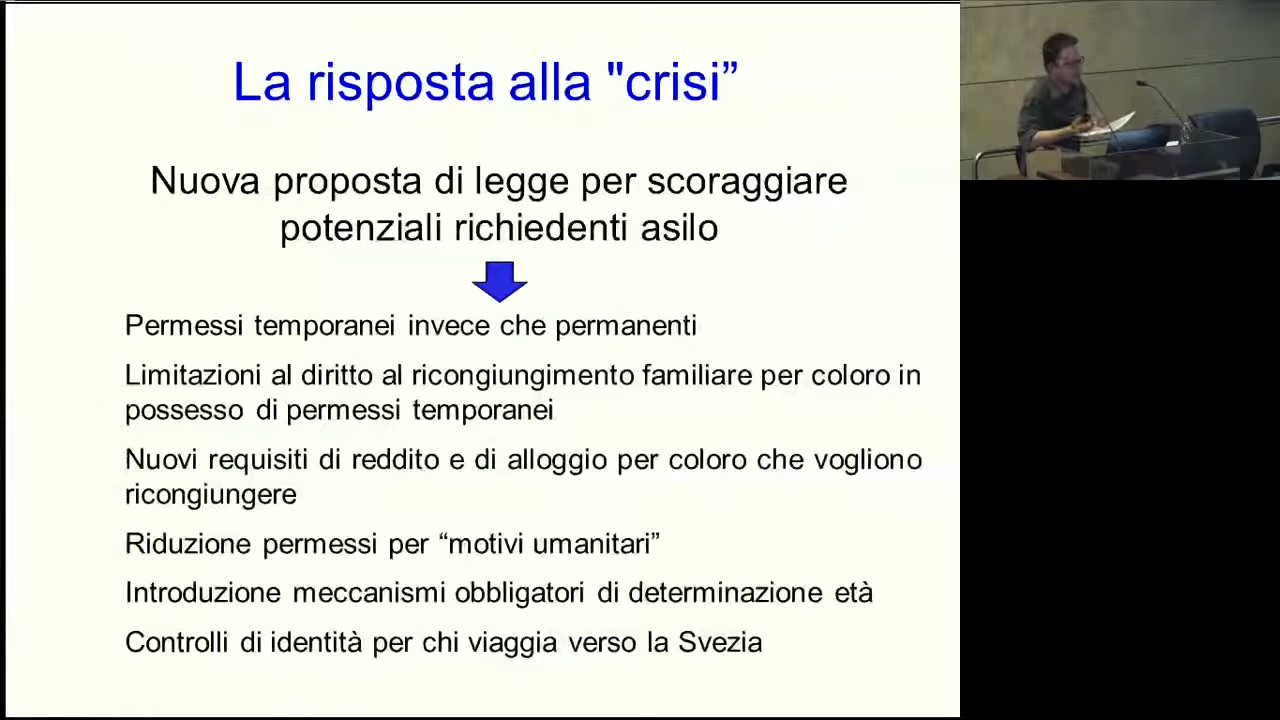 La risposta alla "crisi”
Nuova proposta di legge per scoraggiare
potenziali richiedenti asilo
Permessi temporanei invece che permanenti
Limitazioni al diritto al ricongiungimento familiare per coloro in
possesso di permessi temporanei
Nuovi requisiti di reddito e di alloggio per coloro che vogliono
ricongiungere
Riduzione permessi per “motivi umanitari”
Introduzione meccanismi obbligatori di determinazione età
Controlli di identità per chi viaggia verso la Svezia